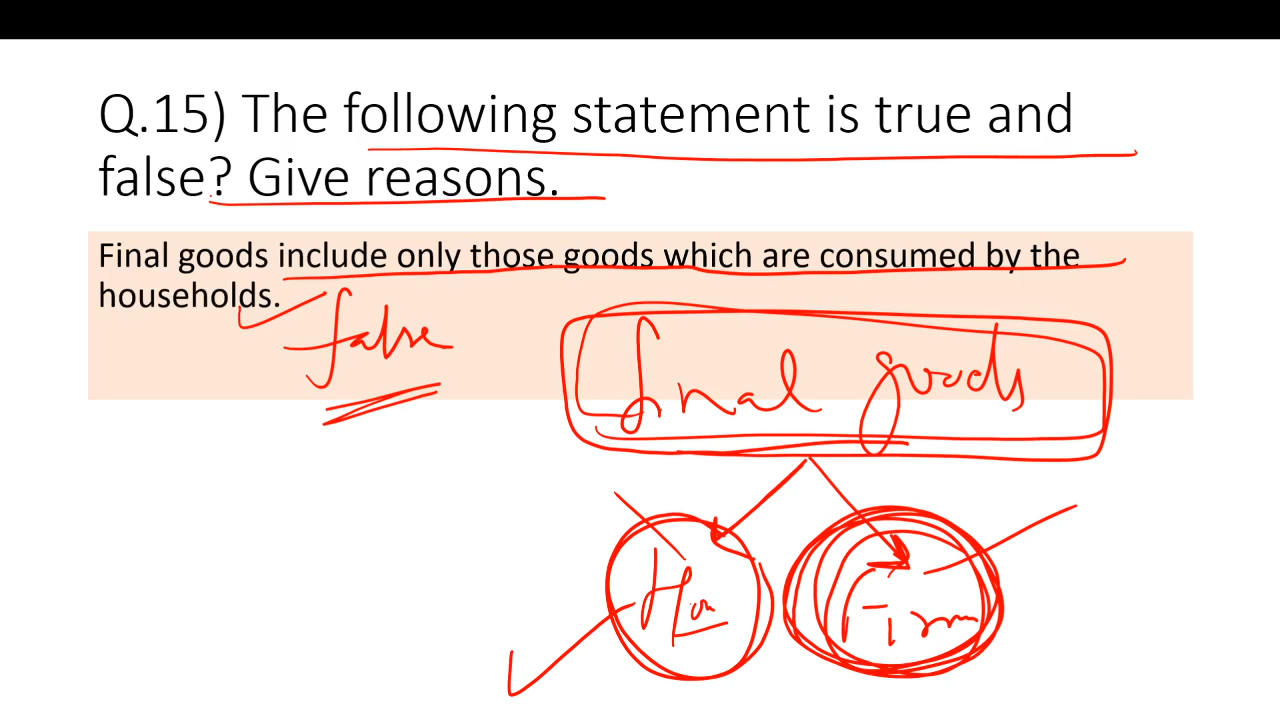 Q.15) The following statement is true and
false? Give reasons.
Final goods include only those goods which are consumed by the
households.
false
final goods
Firm